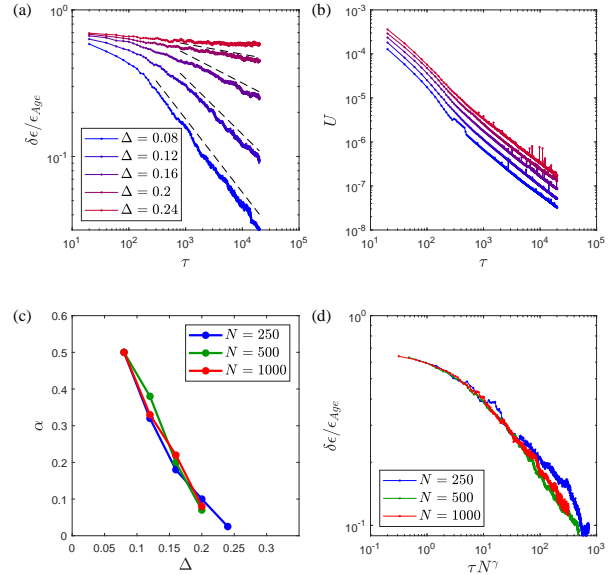 (a)
10^0
10^-1
δϵ/ϵ_Age
Δ = 0.08
Δ = 0.12
Δ = 0.16
Δ = 0.2
Δ = 0.24
10^1 10^2 10^3 10^4 10^5
τ
(b)
10^-3
10^-4
10^-5
10^-6
10^-7
10^-8
U
10^1 10^2 10^3 10^4 10^5
τ
(c)
0.6
0.5
0.4
0.3
0.2
0.1
0
α
N = 250
N = 500
N = 1000
0 0.05 0.1 0.15 0.2 0.25 0.3
Δ
(d)
10^0
10^-1
δϵ/ϵ_Age
N = 250
N = 500
N = 1000
10^-1 10^0 10^1 10^2 10^3
τN^γ